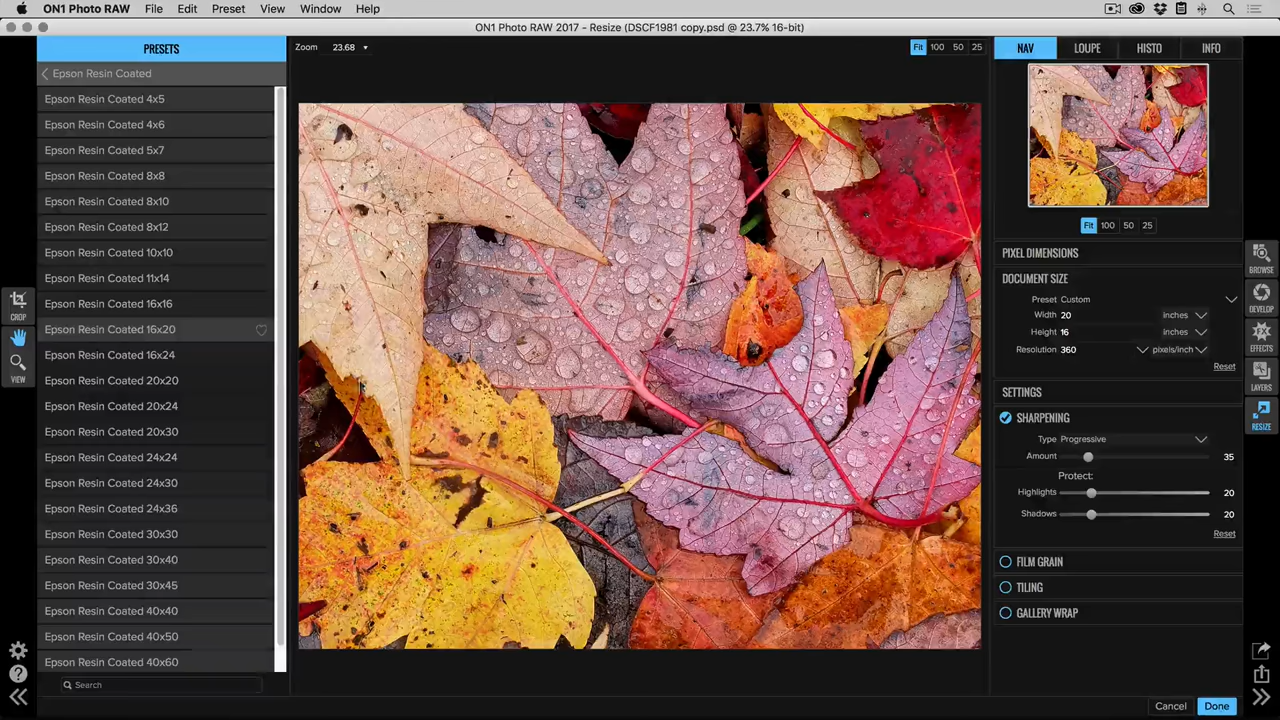 ON1 Photo RAW File Edit Preset View Window Help
ON1 Photo RAW 2017 - Resize (DSCF1981 copy.psd @ 23.7% 16-bit)
PRESETS
Epson Resin Coated
Epson Resin Coated 4x5
Epson Resin Coated 4x6
Epson Resin Coated 5x7
Epson Resin Coated 8x8
Epson Resin Coated 8x10
Epson Resin Coated 8x12
Epson Resin Coated 10x10
Epson Resin Coated 11x14
Epson Resin Coated 16x16
Epson Resin Coated 16x20
Epson Resin Coated 16x24
Epson Resin Coated 20x20
Epson Resin Coated 20x24
Epson Resin Coated 20x30
Epson Resin Coated 24x24
Epson Resin Coated 24x30
Epson Resin Coated 24x36
Epson Resin Coated 30x30
Epson Resin Coated 30x40
Epson Resin Coated 30x45
Epson Resin Coated 40x40
Epson Resin Coated 40x50
Epson Resin Coated 40x60
Search
CROP
VIEW
Zoom 23.68
Fit 100 50 25
NAV LOUPE HISTO INFO
Fit 100 50 25
PIXEL DIMENSIONS
DOCUMENT SIZE
Preset Custom
Width 20 inches
Height 16 inches
Resolution 360 pixels/inch
Reset
SETTINGS
SHARPENING
Type Progressive
Amount 35
Protect:
Highlights 20
Shadows 20
Reset
FILM GRAIN
TILING
GALLERY WRAP
BROWSE
DEVELOP
EFFECTS
LAYERS
RESIZE
Cancel Done